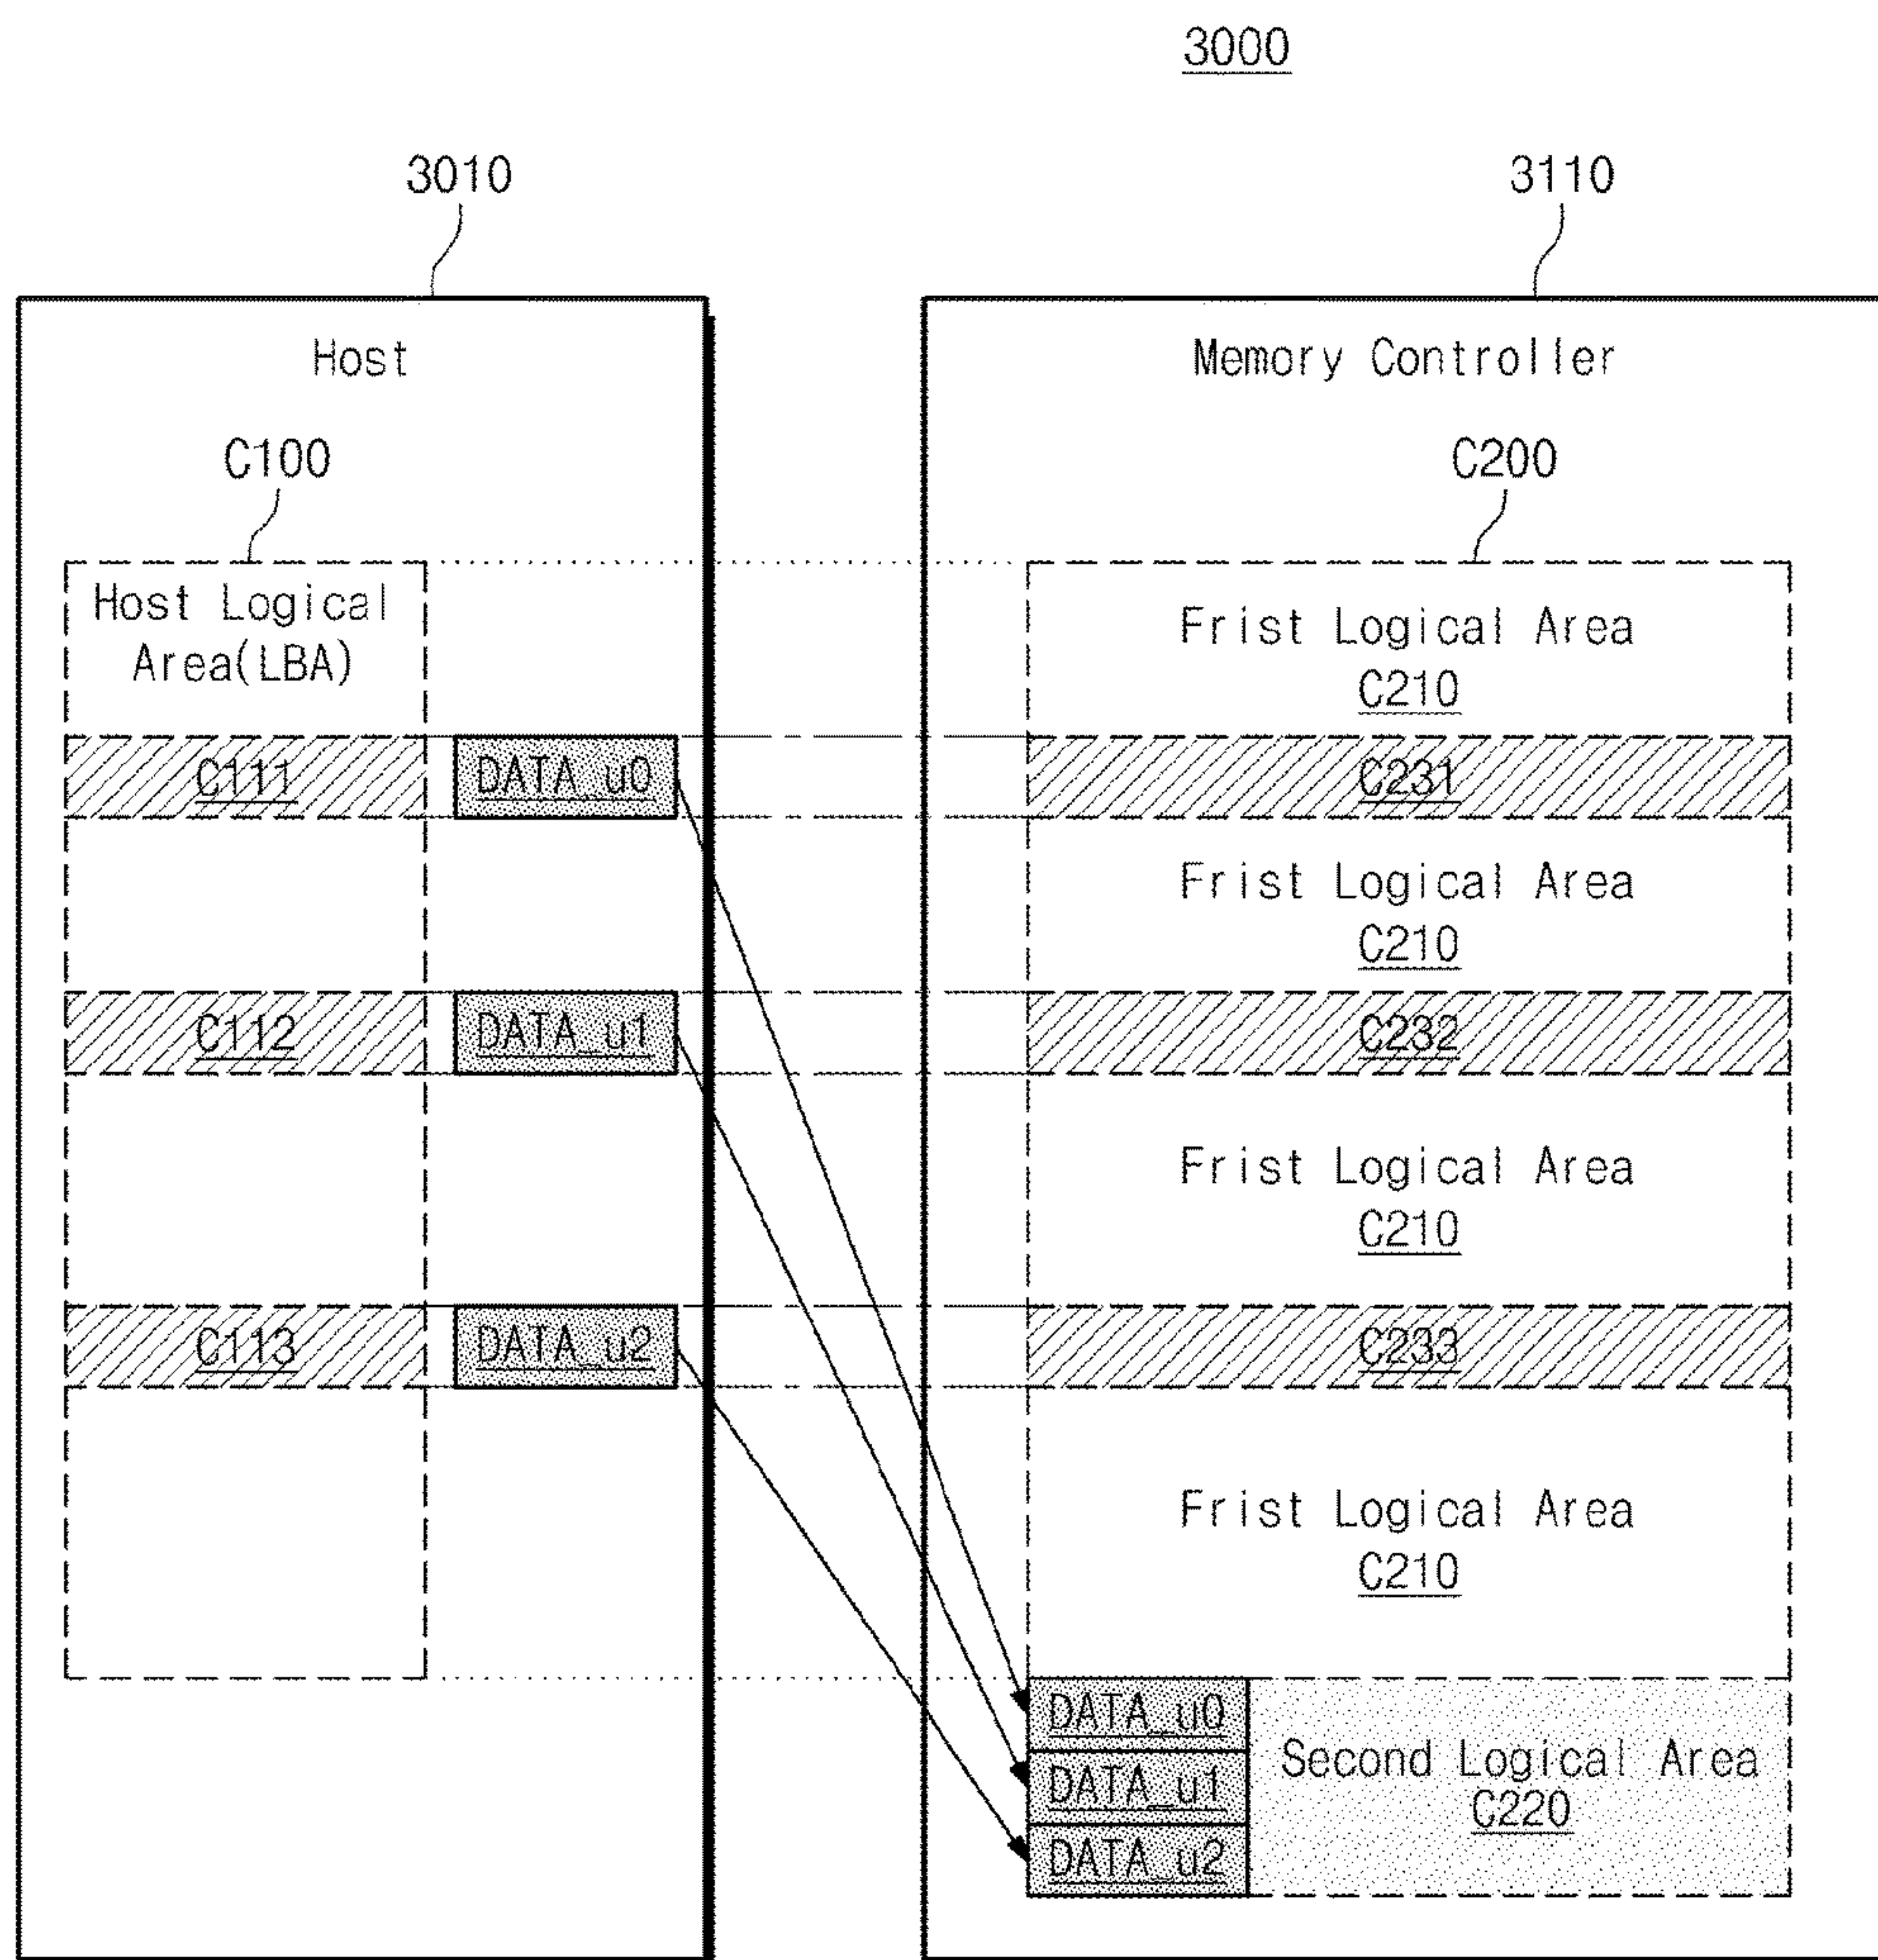 3000
3010
3110
Host
Memory Controller
C100
C200
Host Logical
Area(LBA)
Frist Logical Area
C210
C111
DATA_u0
C231
Frist Logical Area
C210
C112
DATA_u1
C232
Frist Logical Area
C210
C113
DATA_u2
C233
Frist Logical Area
C210
DATA_u0
DATA_u1
DATA_u2
Second Logical Area
C220